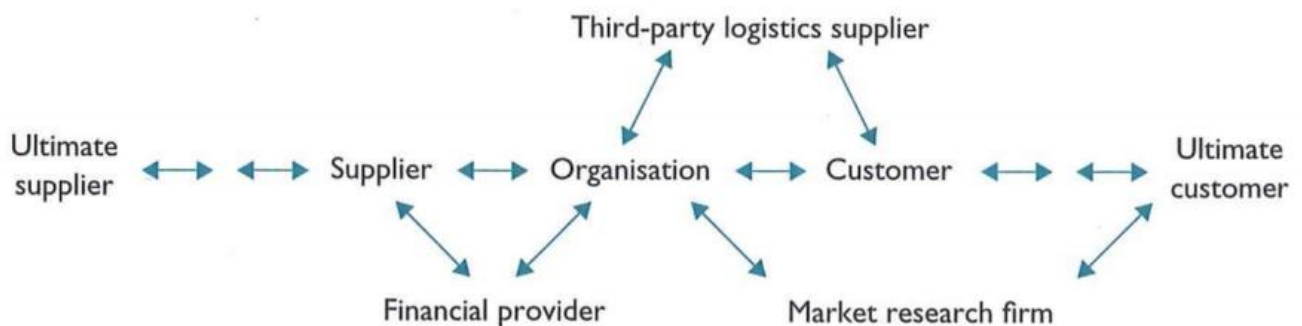 Third-party logistics supplier
Ultimate
supplier
Supplier
Organisation
Customer
Ultimate
customer
Financial provider
Market research firm